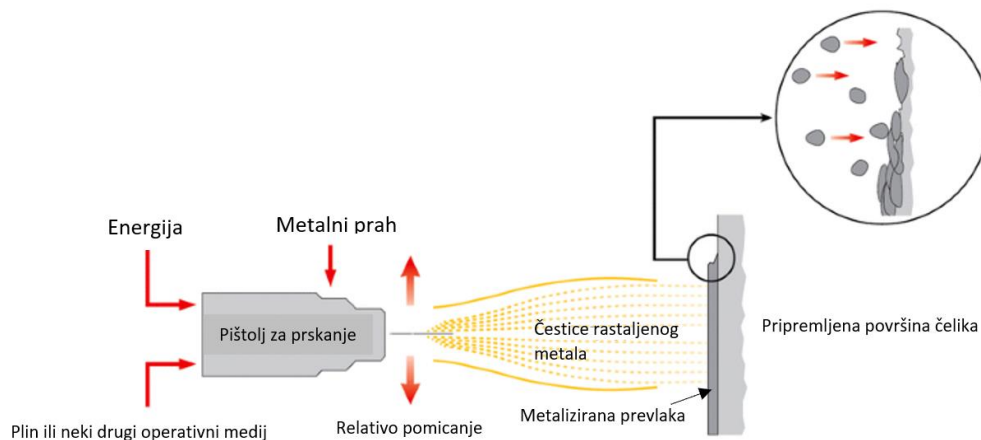 Energija
Metalni prah
Pištolj za prskanje
Čestice rastaljenog
metala
Pripremljena površina čelika
Metalizirana prevlaka
Plin ili neki drugi operativni medij
Relativo pomicanje